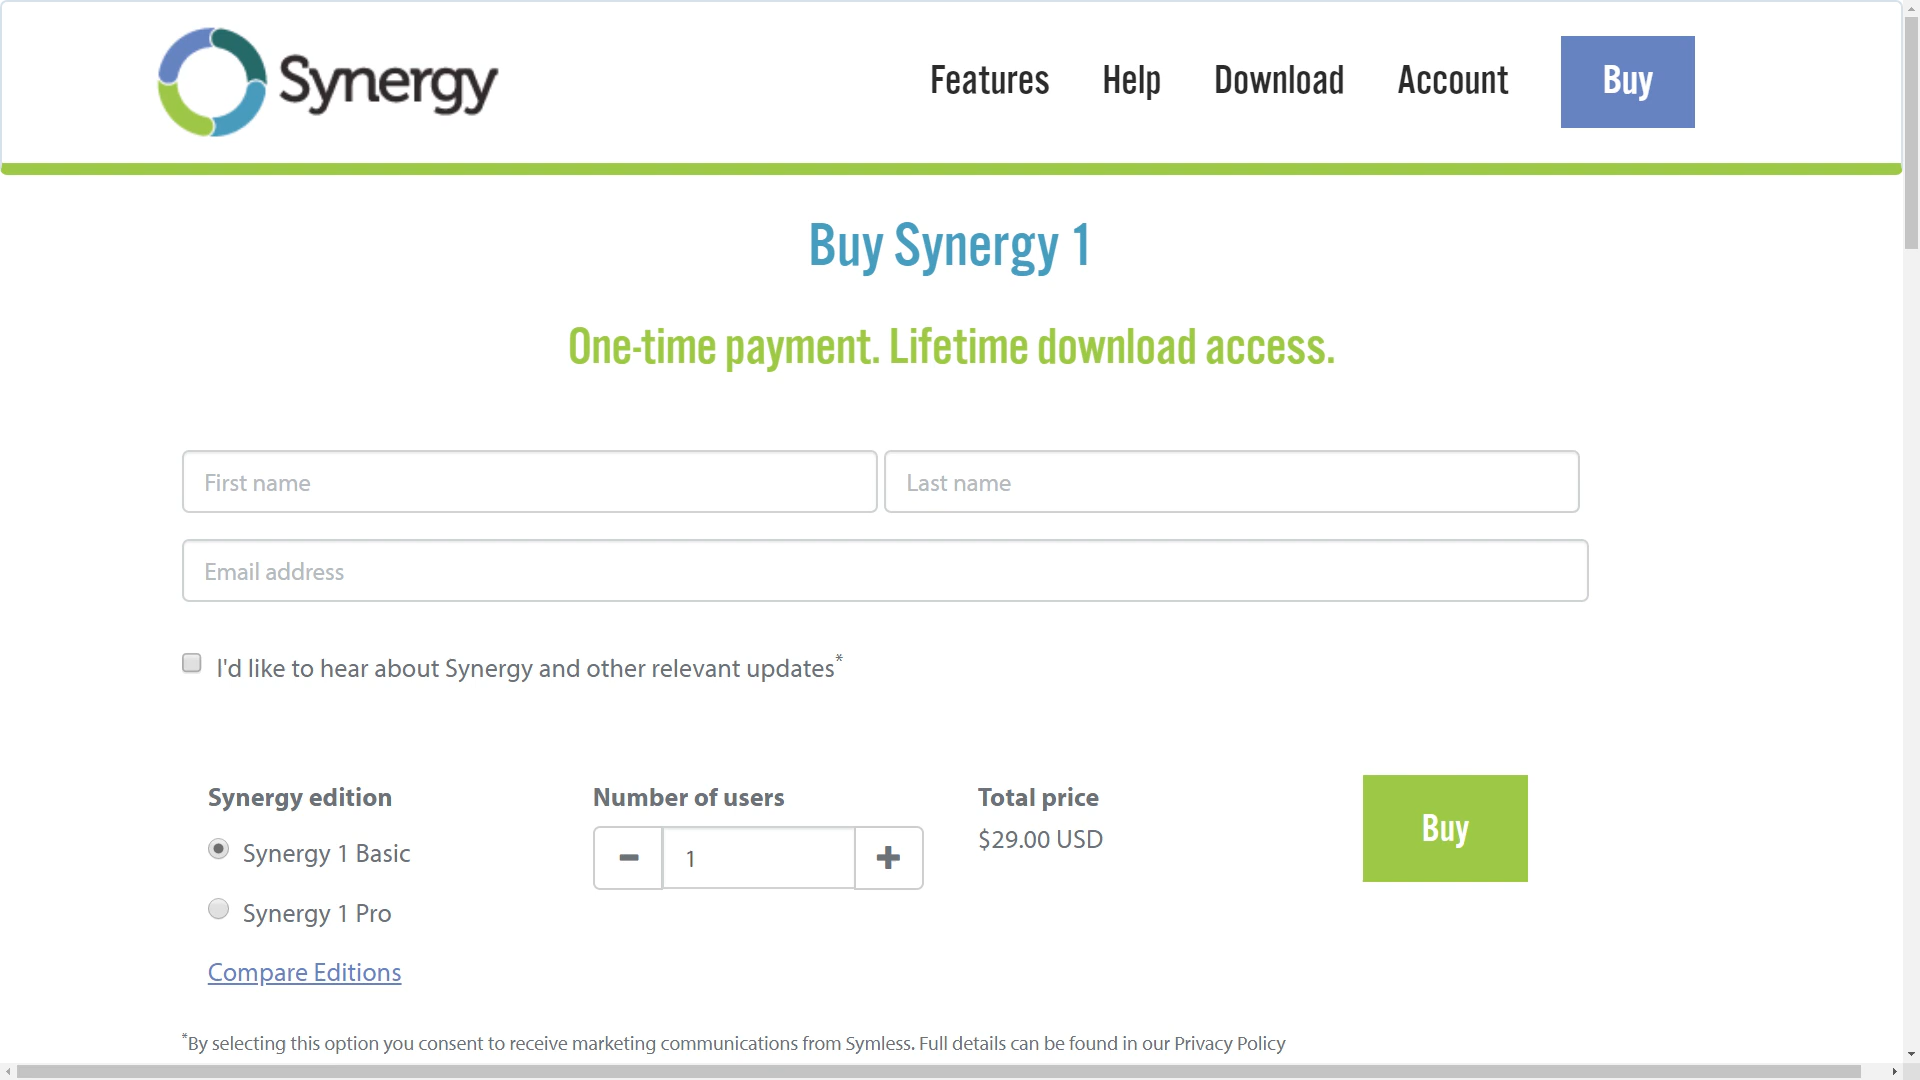 Synergy
Features Help Download Account Buy
Buy Synergy 1
One-time payment. Lifetime download access.
First name Last name
Email address
I'd like to hear about Synergy and other relevant updates*
Synergy edition Number of users Total price
Buy
Synergy 1 Basic 1 $29.00 USD
Synergy 1 Pro
Compare Editions
*By selecting this option you consent to receive marketing communications from Symless. Full details can be found in our Privacy Policy